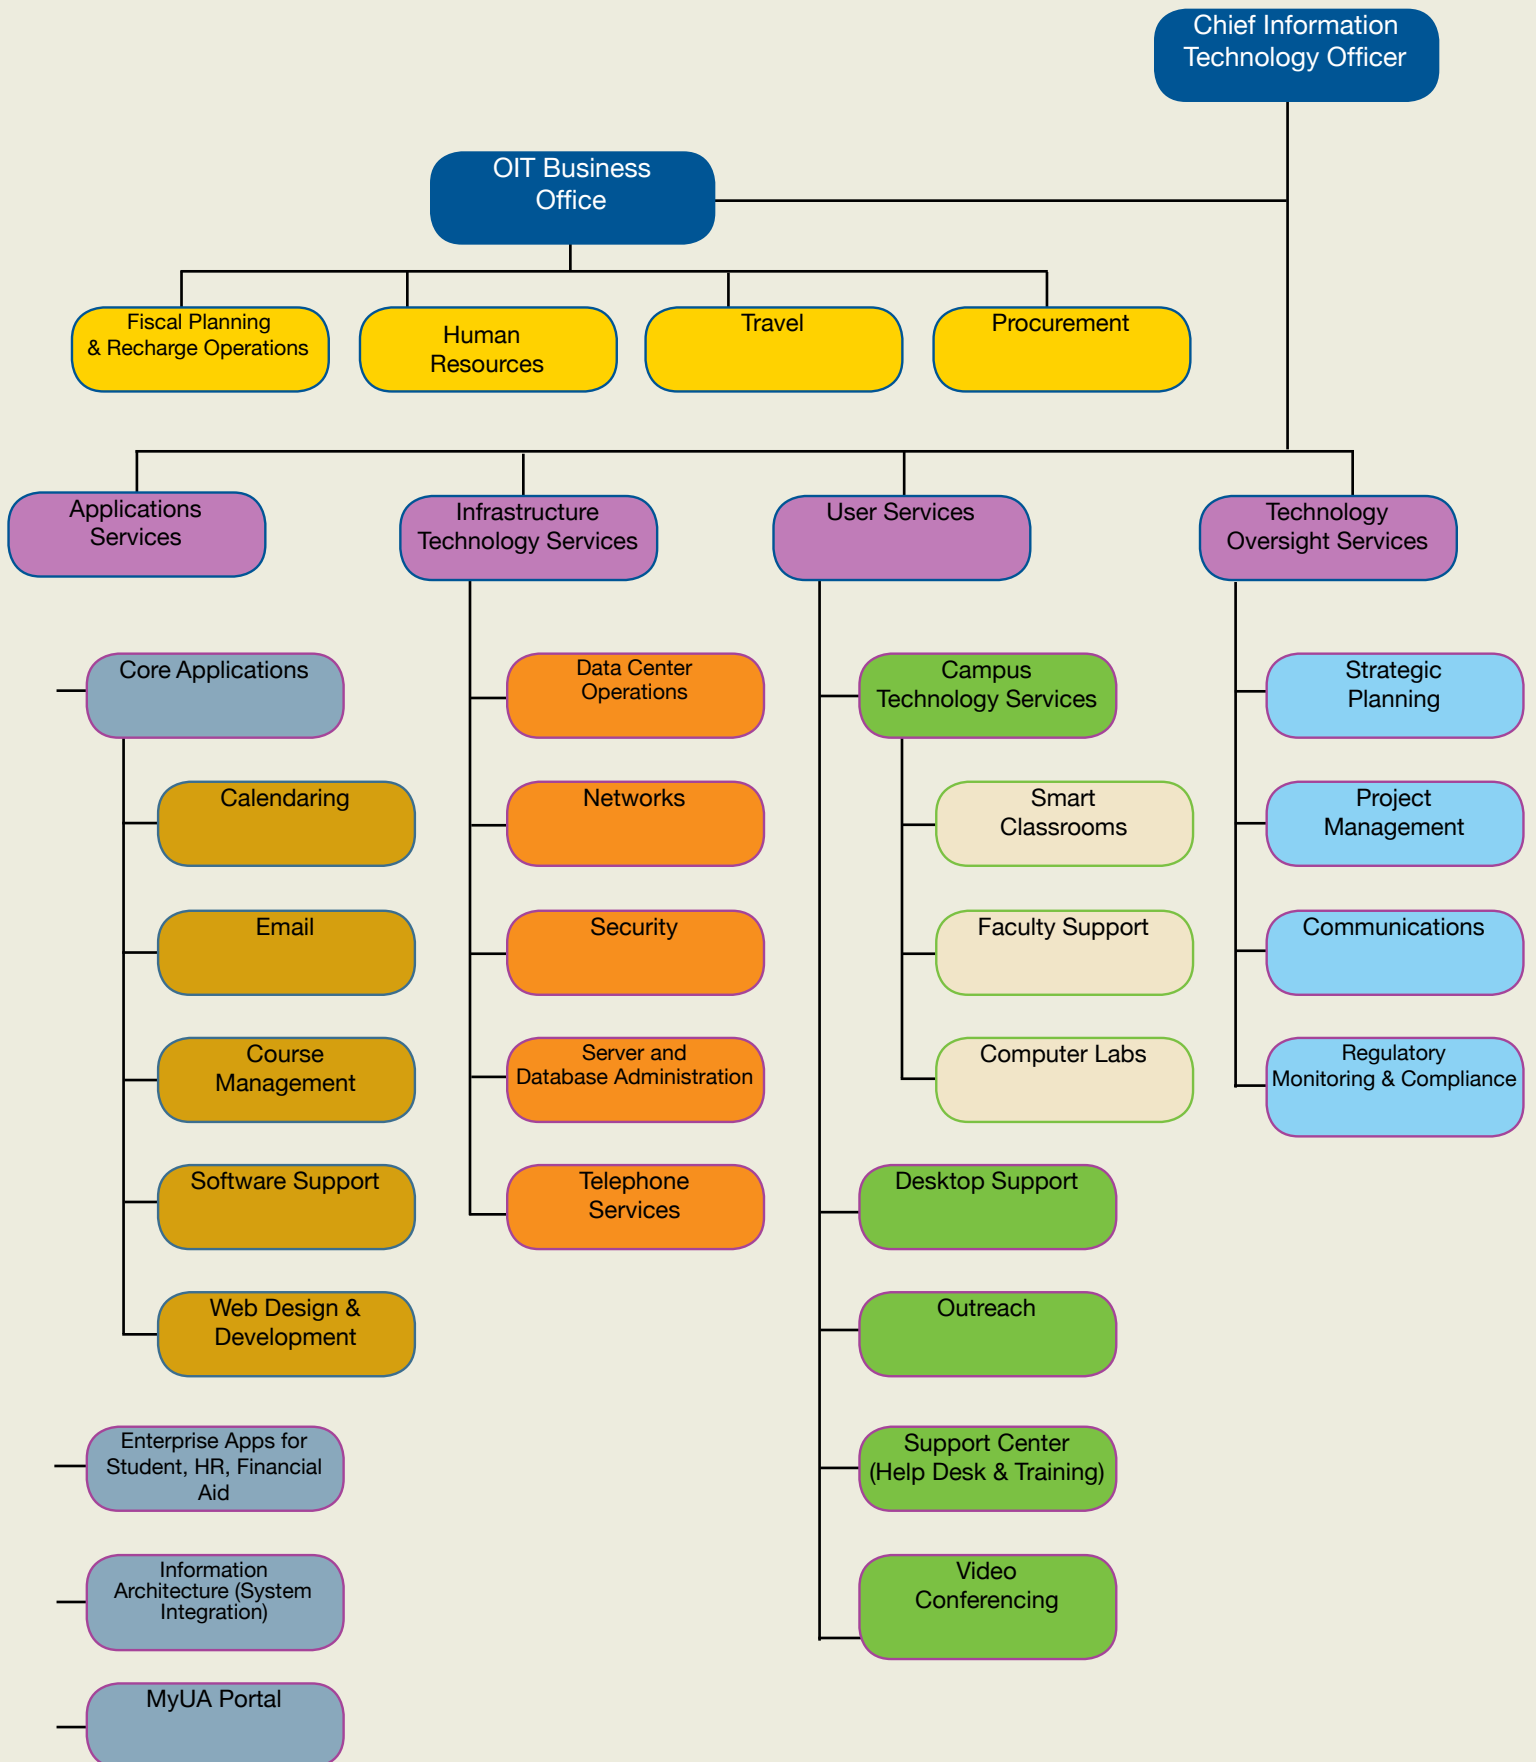 Chief Information
Technology Officer
OIT Business
Office
Fiscal Planning
& Recharge Operations
Human
Resources
Travel
Procurement
Applications
Services
Infrastructure
Technology Services
User Services
Technology
Oversight Services
Core Applications
Calendaring
Email
Course
Management
Software Support
Web Design &
Development
Enterprise Apps for
Student, HR, Financial
Aid
Information
Architecture (System
Integration)
MyUA Portal
Data Center
Operations
Networks
Security
Server and
Database Administration
Telephone
Services
Campus
Technology Services
Smart
Classrooms
Faculty Support
Computer Labs
Desktop Support
Outreach
Support Center
(Help Desk & Training)
Video
Conferencing
Strategic
Planning
Project
Management
Communications
Regulatory
Monitoring & Compliance